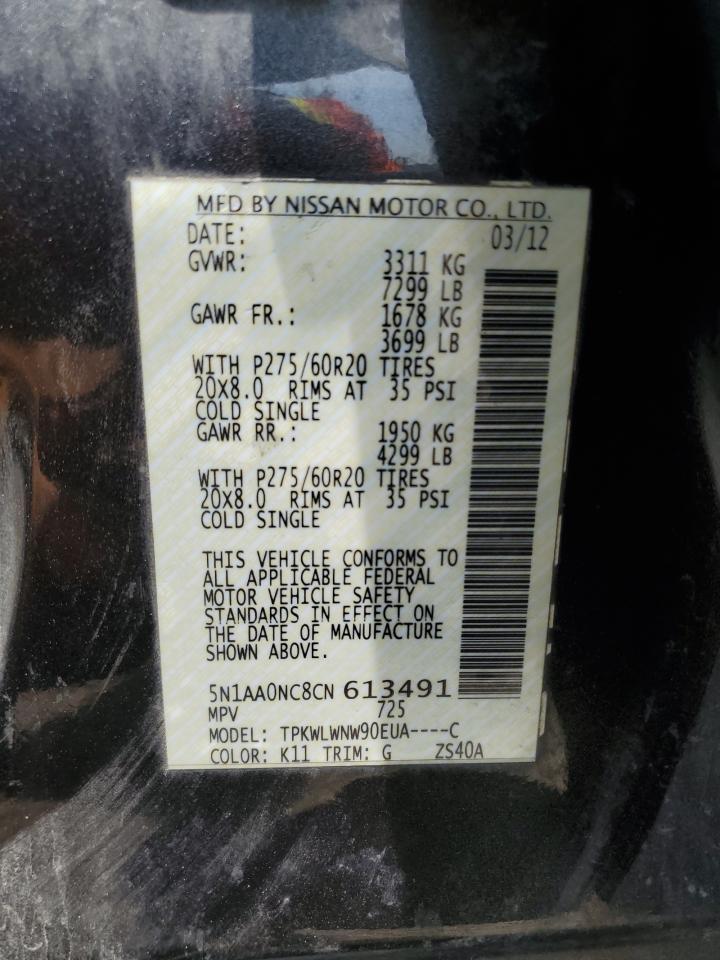 MFD BY NISSAN MOTOR CO., LTD.
DATE: 03/12
GVWR: 3311 KG
7299 LB
GAWR FR.: 1678 KG
3699 LB
WITH P275/60R20 TIRES
20X8.0 RIMS AT 35 PSI
COLD SINGLE
GAWR RR.: 1950 KG
4299 LB
WITH P275/60R20 TIRES
20X8.0 RIMS AT 35 PSI
COLD SINGLE
THIS VEHICLE CONFORMS TO
ALL APPLICABLE FEDERAL
MOTOR VEHICLE SAFETY
STANDARDS IN EFFECT ON
THE DATE OF MANUFACTURE
SHOWN ABOVE.
5N1AA0NC8CN 613491
MPV 725
MODEL: TPKWLWNW90EUA----C
COLOR: K11 TRIM: G ZS40A